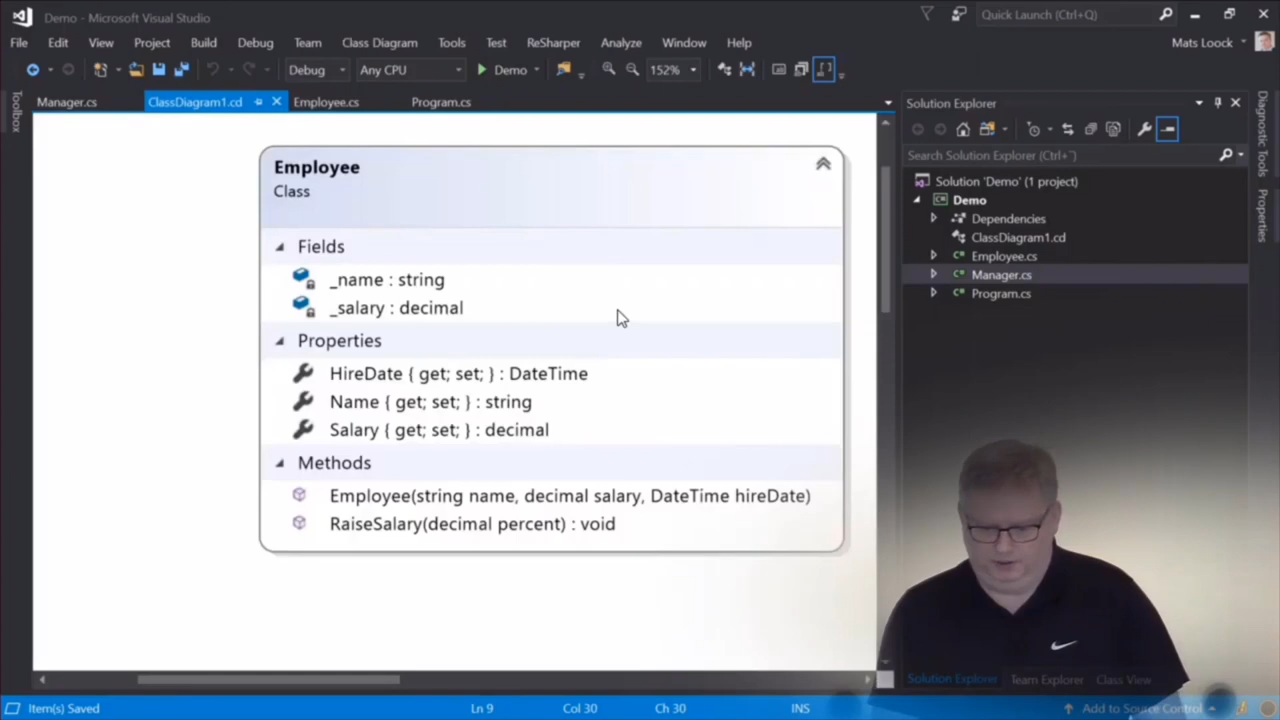 Demo - Microsoft Visual Studio
Quick Launch (Ctrl+Q)
File Edit View Project Build Debug Team Class Diagram Tools Test ReSharper Analyze Window Help
Mats Loock
Debug Any CPU Demo 152%
Toolbox
Manager.cs ClassDiagram1.cd Employee.cs Program.cs
Employee
Class
Fields
_name : string
_salary : decimal
Properties
HireDate { get; set; } : DateTime
Name { get; set; } : string
Salary { get; set; } : decimal
Methods
Employee(string name, decimal salary, DateTime hireDate)
RaiseSalary(decimal percent) : void
Solution Explorer
Search Solution Explorer (Ctrl+¨)
Solution 'Demo' (1 project)
Demo
Dependencies
ClassDiagram1.cd
Employee.cs
Manager.cs
Program.cs
Diagnostic Tools
Properties
Solution Explorer Team Explorer Class View
Item(s) Saved
Ln 9 Col 30 Ch 30 INS
Add to Source Control